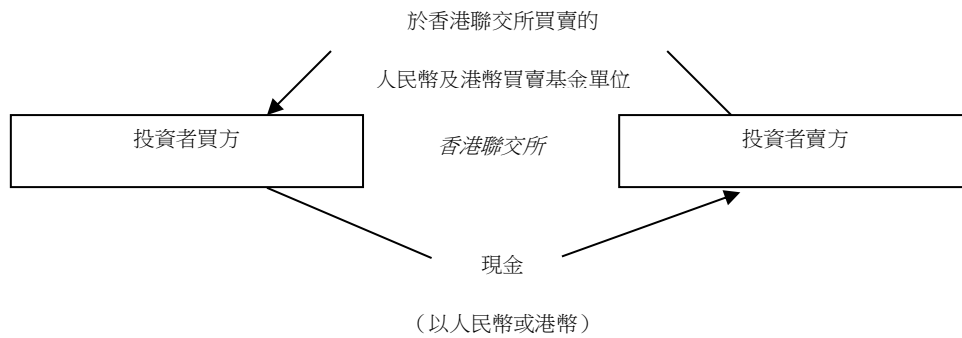 於香港聯交所買賣的
人民幣及港幣買賣基金單位
投資者買方
香港聯交所
投資者賣方
現金
（以人民幣或港幣）